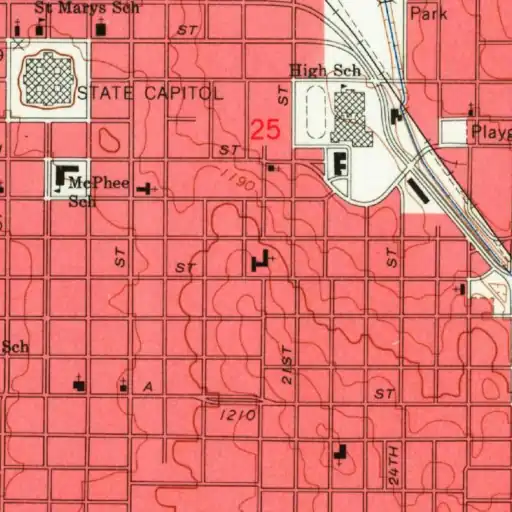 St Marys Sch
Park
ST
High Sch
STATE CAPITOL
ST
25
ST
1190
McPhee
Sch
ST
ST
ST
Sch
21ST
A
ST
1210
24TH